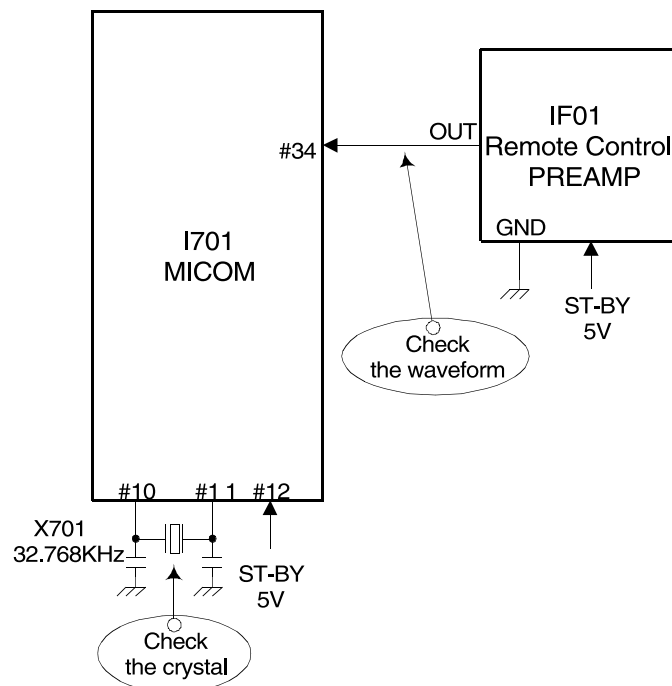 IF01
Remote Control
PREAMP
OUT
GND
ST-BY
5V
#34
I701
MICOM
Check
the waveform
#10
#1 1
#12
X701
32.768KHz
ST-BY
5V
Check
the crystal